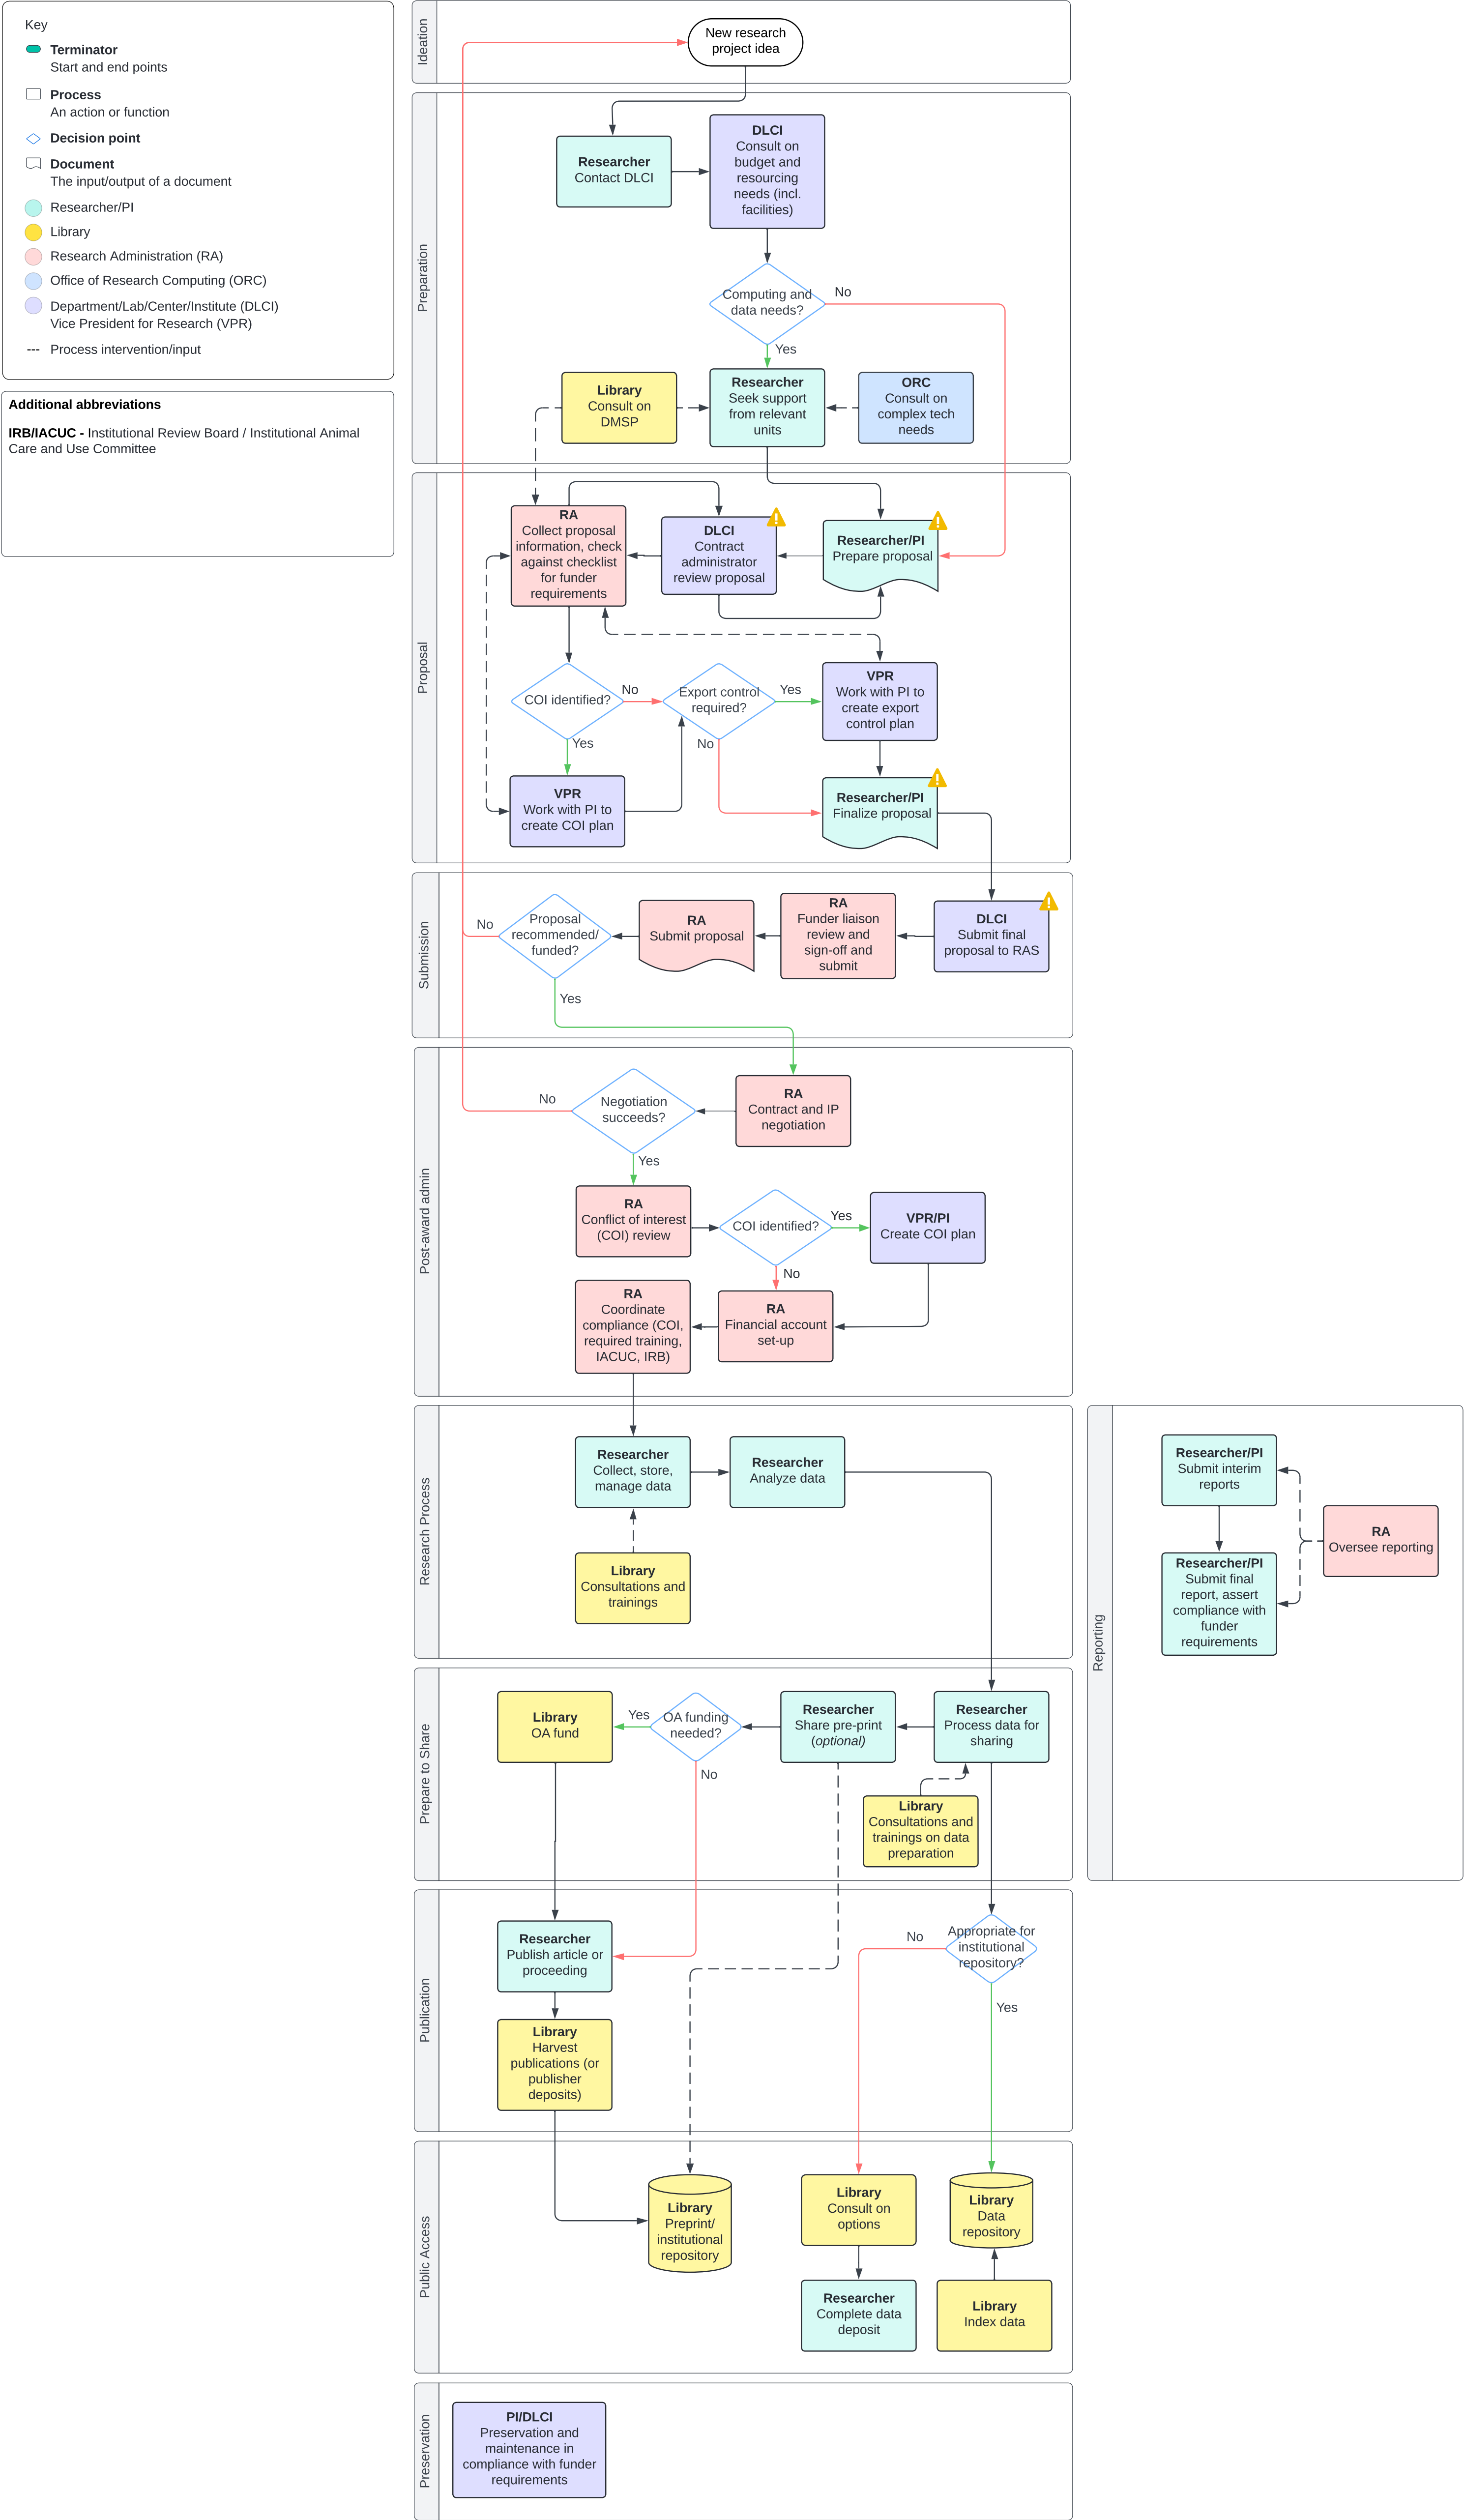 Key
Terminator
Start and end points
Process
An action or function
Decision point
Document
The input/output of a document
Researcher/PI
Library
Research Administration (RA)
Office of Research Computing (ORC)
Department/Lab/Center/Institute (DLCI)
Vice President for Research (VPR)
Process intervention/input
Additional abbreviations
IRB/IACUC - Institutional Review Board / Institutional Animal
Care and Use Committee
Ideation
New research
project idea
Preparation
Researcher
Contact DLCI
DLCI
Consult on
budget and
resourcing
needs (incl.
facilities)
Computing and
data needs?
No
Yes
Library
Consult on
DMSP
Researcher
Seek support
from relevant
units
ORC
Consult on
complex tech
needs
Proposal
RA
Collect proposal
information, check
against checklist
for funder
requirements
DLCI
Contract
administrator
review proposal
Researcher/PI
Prepare proposal
COI identified?
No
Export control
required?
Yes
VPR
Work with PI to
create export
control plan
Yes
No
VPR
Work with PI to
create COI plan
Researcher/PI
Finalize proposal
Submission
No
Proposal
recommended/
funded?
RA
Submit proposal
RA
Funder liaison
review and
sign-off and
submit
DLCI
Submit final
proposal to RAS
Yes
Post-award admin
No
Negotiation
succeeds?
RA
Contract and IP
negotiation
Yes
RA
Conflict of interest
(COI) review
COI identified?
Yes
VPR/PI
Create COI plan
No
RA
Coordinate
compliance (COI,
required training,
IACUC, IRB)
RA
Financial account
set-up
Research Process
Researcher
Collect, store,
manage data
Researcher
Analyze data
Library
Consultations and
trainings
Reporting
Researcher/PI
Submit interim
reports
RA
Oversee reporting
Researcher/PI
Submit final
report, assert
compliance with
funder
requirements
Prepare to Share
Library
OA fund
Yes
OA funding
needed?
No
Researcher
Share pre-print
(optional)
Researcher
Process data for
sharing
Library
Consultations and
trainings on data
preparation
Publication
Researcher
Publish article or
proceeding
No
Appropriate for
institutional
repository?
Yes
Library
Harvest
publications (or
publisher
deposits)
Public Access
Library
Preprint/
institutional
repository
Library
Consult on
options
Library
Data
repository
Researcher
Complete data
deposit
Library
Index data
Preservation
PI/DLCI
Preservation and
maintenance in
compliance with funder
requirements